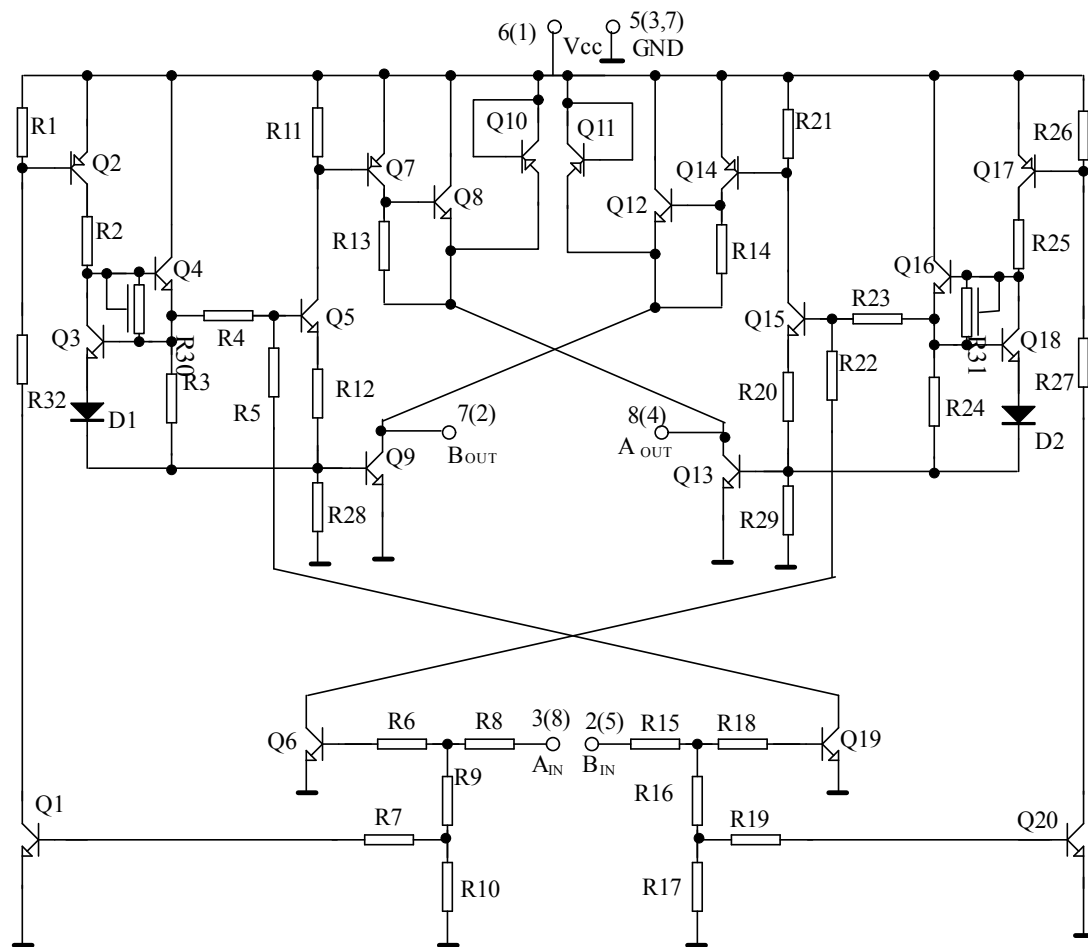 6(1)
5(3,7)
Vcc
GND
R1
Q2
R11
Q7
Q10
Q11
R21
R26
Q14
Q17
Q8
Q12
R2
R13
R14
R25
Q4
Q16
Q3
R4
Q5
Q15
R23
Q18
R30
R3
R31
R22
R32
D1
R5
R12
R20
R24
R27
D2
7(2)
BOUT
8(4)
A OUT
Q9
Q13
R28
R29
Q6
R6
R8
3(8)
2(5)
R15
R18
Q19
AIN
BIN
R9
R16
Q1
R7
R19
Q20
R10
R17